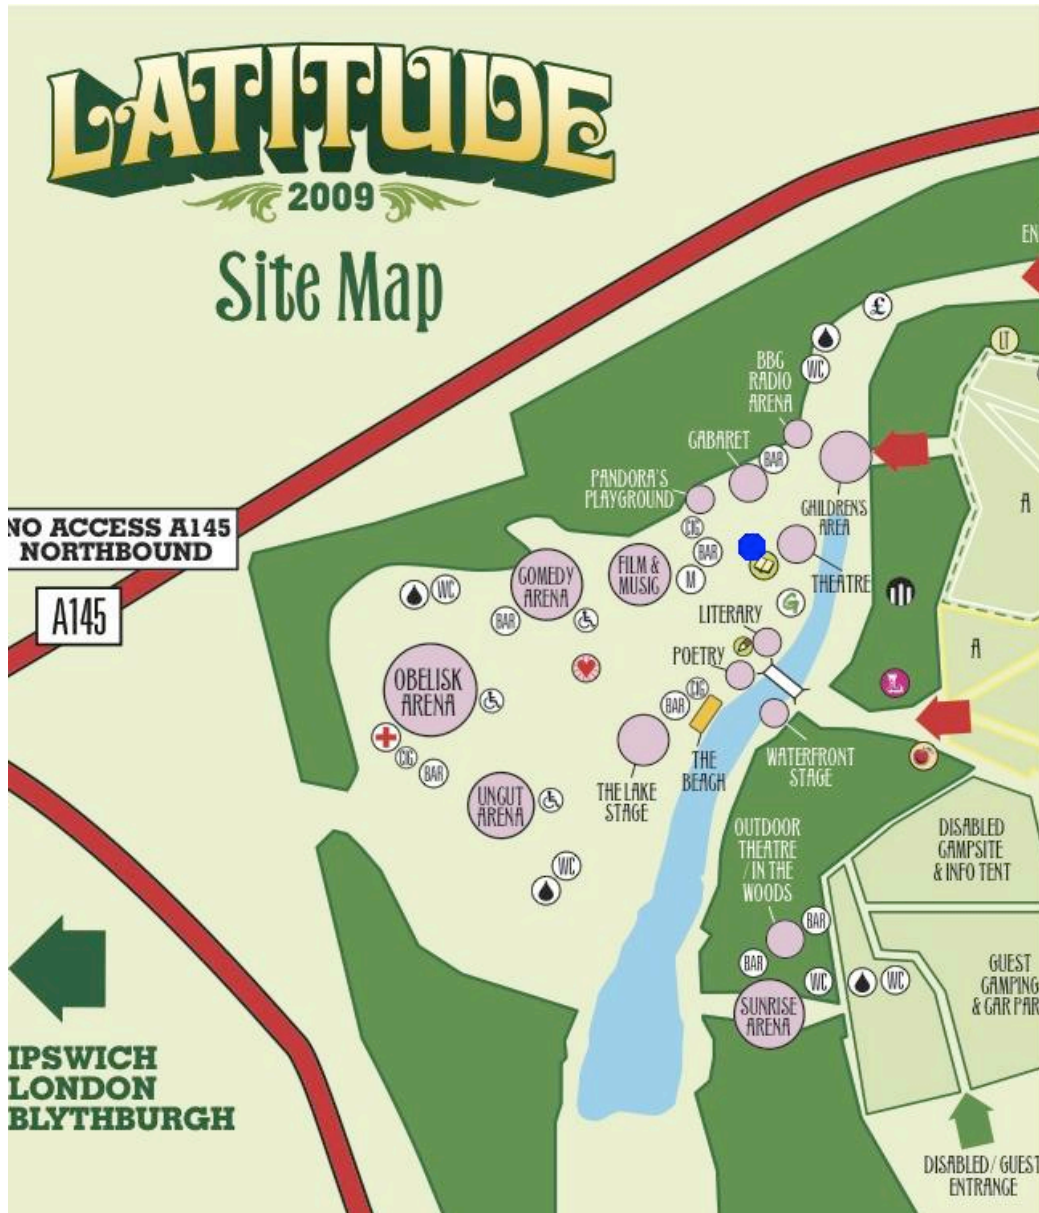 LATITUDE
2009
Site Map
EN
£
LT
BBC
RADIO
ARENA
WC
CABARET
BAR
PANDORA'S
PLAYGROUND
CHILDREN'S
AREA
A
NO ACCESS A145
NORTHBOUND
A145
CIG
BAR
M
FILM &
MUSIC
COMEDY
ARENA
WC
BAR
THEATRE
G
LITERARY
POETRY
A
OBELISK
ARENA
CIG
BAR
CIG
BAR
L
THE
BEACH
WATERFRONT
STAGE
THE LAKE
STAGE
UNCUT
ARENA
WC
OUTDOOR
THEATRE
/ IN THE
WOODS
DISABLED
CAMPSITE
& INFO TENT
BAR
BAR
WC
WC
GUEST
CAMPING
& CAR PAR
SUNRISE
ARENA
IPSWICH
LONDON
BLYTHBURGH
DISABLED/ GUEST
ENTRANCE